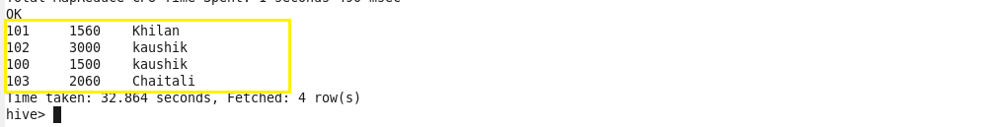 Total MapReduce CPU Time Spent: 1 seconds 490 msec
OK
101 1560 Khilan
102 3000 kaushik
100 1500 kaushik
103 2060 Chaitali
Time taken: 32.864 seconds, Fetched: 4 row(s)
hive>